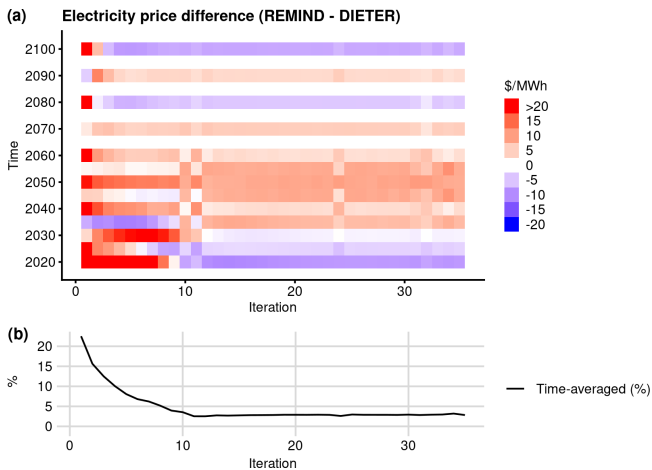 (a) Electricity price difference (REMIND - DIETER)
Time
2100
2090
2080
2070
2060
2050
2040
2030
2020
0 10 20 30
Iteration
$/MWh
>20
15
10
5
0
-5
-10
-15
-20
(b)
%
20
15
10
5
0
0 10 20 30
Iteration
Time-averaged (%)